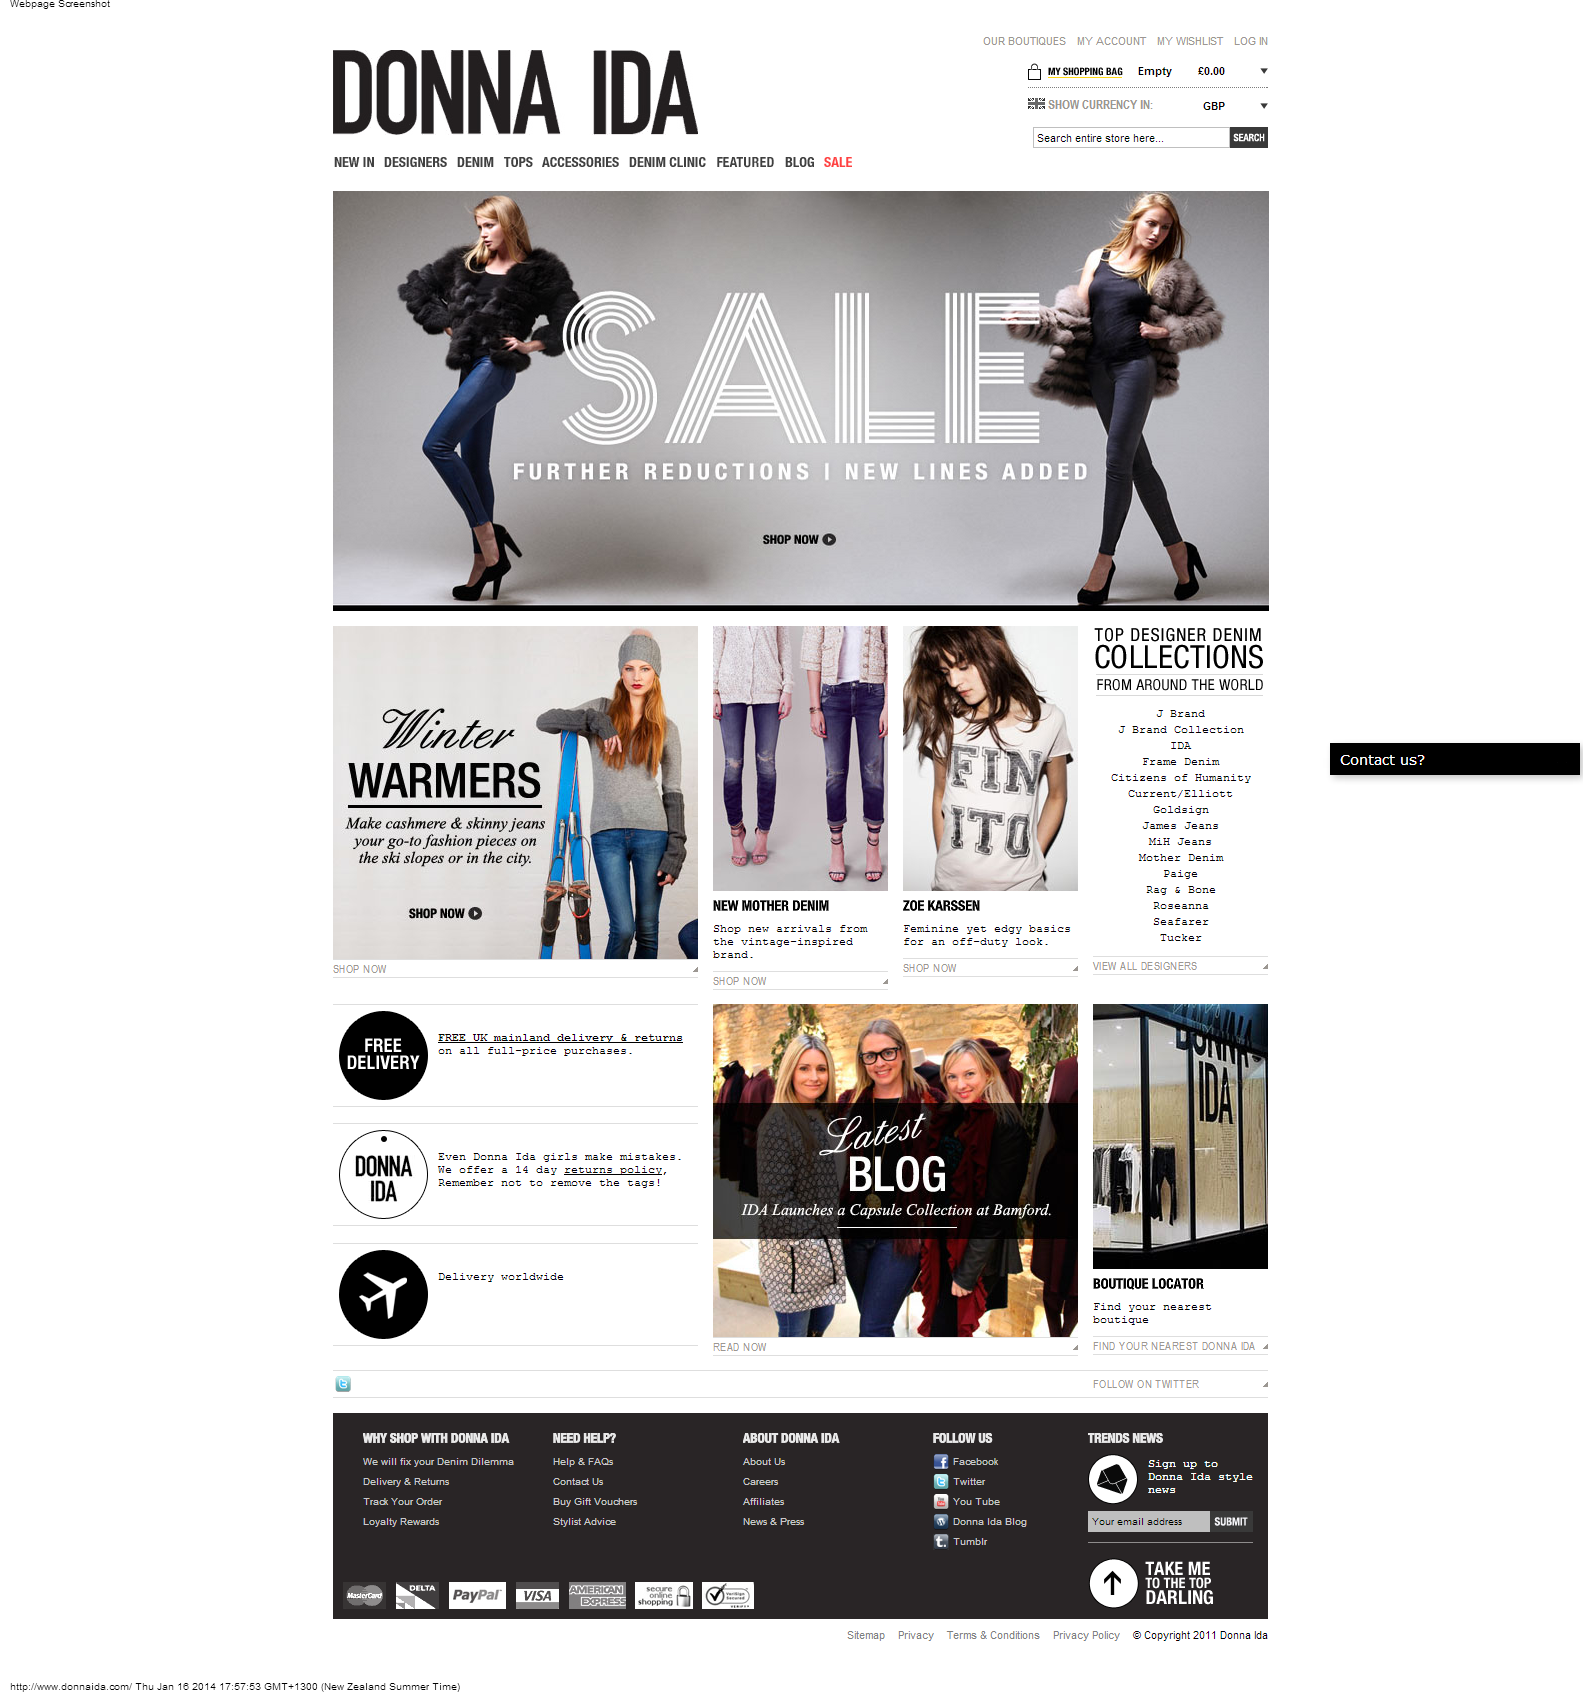 Webpage Screenshot
OUR BOUTIQUES MY ACCOUNT MY WISHLIST LOG IN
DONNA IDA
MY SHOPPING BAG Empty £0.00
SHOW CURRENCY IN: GBP
Search entire store here... SEARCH
NEW IN DESIGNERS DENIM TOPS ACCESSORIES DENIM CLINIC FEATURED BLOG SALE
SALE
FURTHER REDUCTIONS | NEW LINES ADDED
SHOP NOW
Winter
WARMERS
Make cashmere & skinny jeans
your go-to fashion pieces on
the ski slopes or in the city.
SHOP NOW
SHOP NOW
NEW MOTHER DENIM
Shop new arrivals from
the vintage-inspired
brand.
SHOP NOW
FIN
ITO
ZOE KARSSEN
Feminine yet edgy basics
for an off-duty look.
SHOP NOW
TOP DESIGNER DENIM
COLLECTIONS
FROM AROUND THE WORLD
J Brand
J Brand Collection
IDA
Frame Denim
Citizens of Humanity
Current/Elliott
Goldsign
James Jeans
MiH Jeans
Mother Denim
Paige
Rag & Bone
Roseanna
Seafarer
Tucker
VIEW ALL DESIGNERS
Contact us?
FREE
DELIVERY
FREE UK mainland delivery & returns
on all full-price purchases.
DONNA
IDA
Even Donna Ida girls make mistakes.
We offer a 14 day returns policy,
Remember not to remove the tags!
Delivery worldwide
Latest
BLOG
IDA Launches a Capsule Collection at Bamford.
READ NOW
DONNA
IDA
BOUTIQUE LOCATOR
Find your nearest
boutique
FIND YOUR NEAREST DONNA IDA
FOLLOW ON TWITTER
WHY SHOP WITH DONNA IDA
We will fix your Denim Dilemma
Delivery & Returns
Track Your Order
Loyalty Rewards
NEED HELP?
Help & FAQs
Contact Us
Buy Gift Vouchers
Stylist Advice
ABOUT DONNA IDA
About Us
Careers
Affiliates
News & Press
FOLLOW US
Facebook
Twitter
You Tube
Donna Ida Blog
Tumblr
TRENDS NEWS
Sign up to
Donna Ida style
news
Your email address SUBMIT
TAKE ME
TO THE TOP
DARLING
MasterCard DELTA PayPal VISA AMERICAN EXPRESS secure online shopping VeriSign Secured
Sitemap Privacy Terms & Conditions Privacy Policy © Copyright 2011 Donna Ida
http://www.donnaida.com/ Thu Jan 16 2014 17:57:53 GMT+1300 (New Zealand Summer Time)